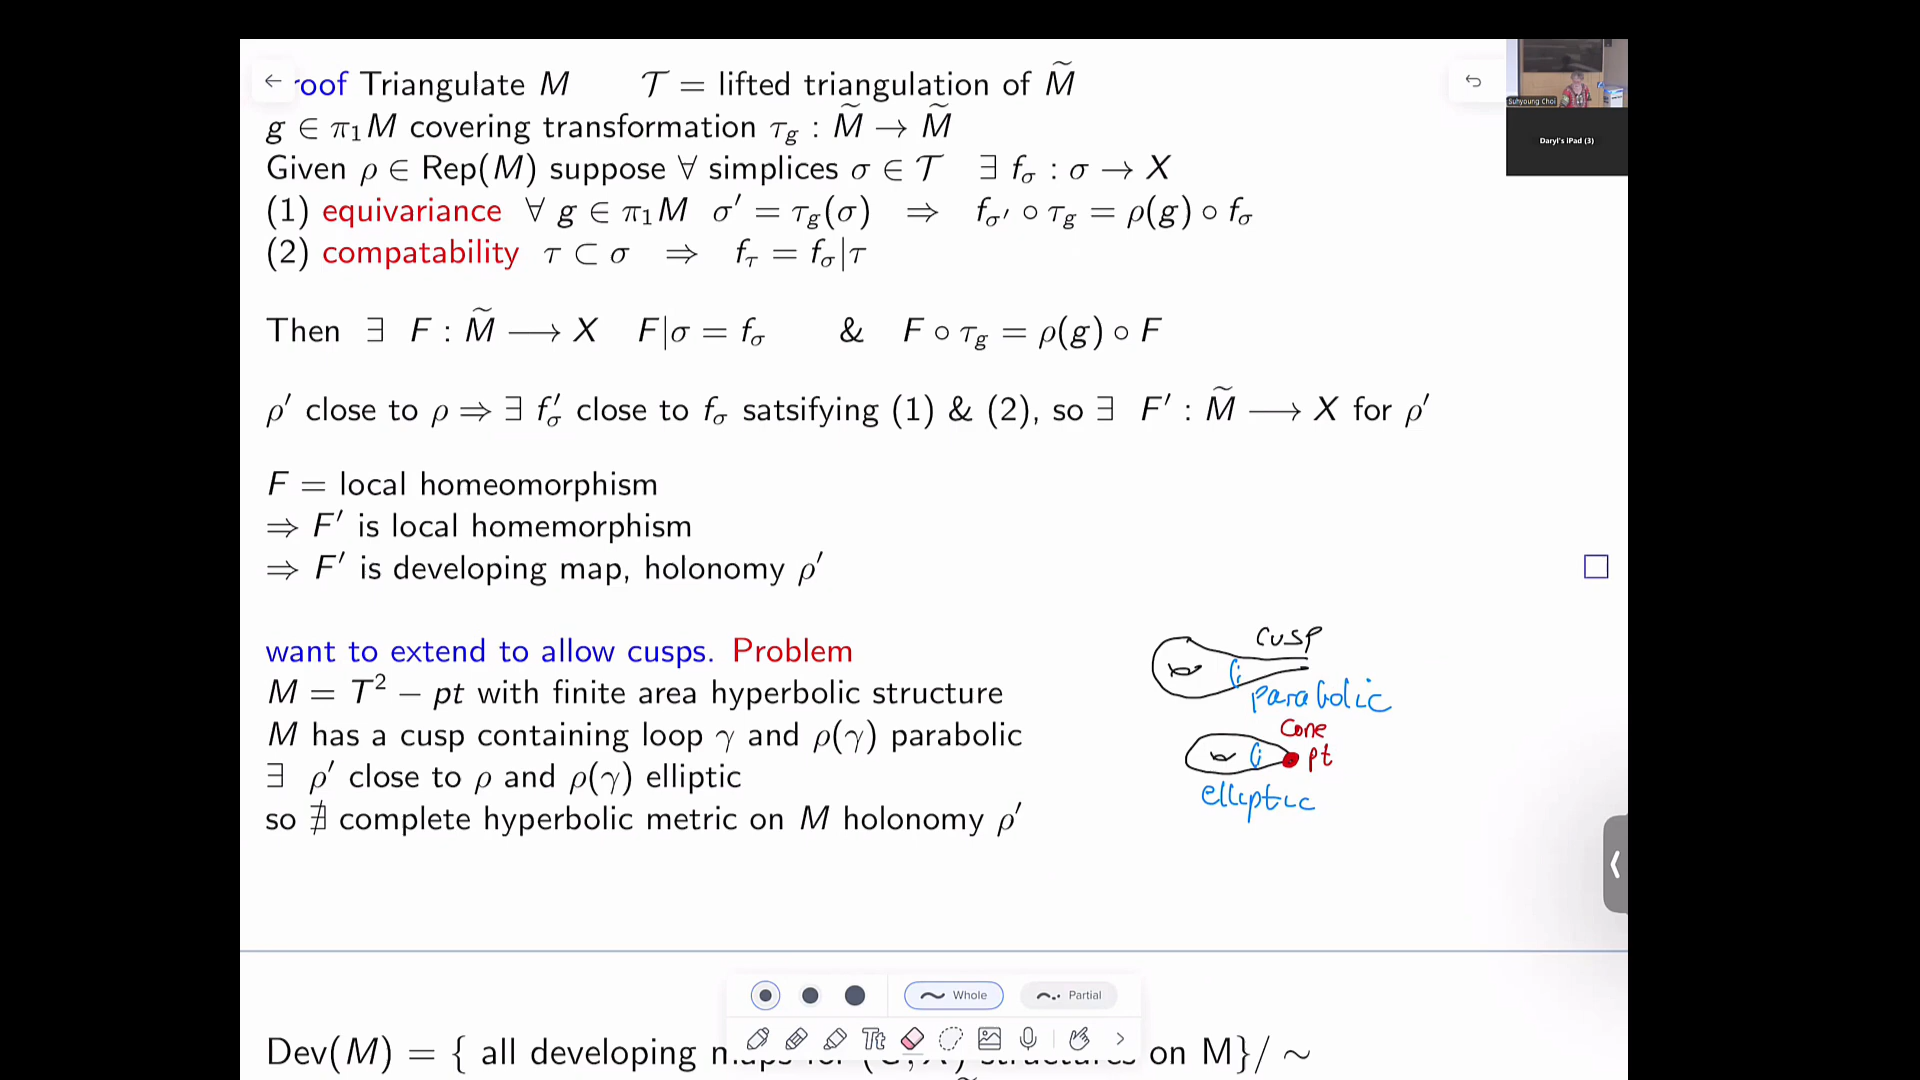 roof Triangulate M 𝒯 = lifted triangulation of M̃
g ∈ π₁M covering transformation τ_g : M̃ → M̃
Given ρ ∈ Rep(M) suppose ∀ simplices σ ∈ 𝒯 ∃ f_σ : σ → X
(1) equivariance ∀ g ∈ π₁M σ′ = τ_g(σ) ⇒ f_σ′ ∘ τ_g = ρ(g) ∘ f_σ
(2) compatability τ ⊂ σ ⇒ f_τ = f_σ|τ
Then ∃ F : M̃ ⟶ X F|σ = f_σ & F ∘ τ_g = ρ(g) ∘ F
ρ′ close to ρ ⇒ ∃ f′_σ close to f_σ satsifying (1) & (2), so ∃ F′ : M̃ ⟶ X for ρ′
F = local homeomorphism
⇒ F′ is local homemorphism
⇒ F′ is developing map, holonomy ρ′
want to extend to allow cusps. Problem
M = T² − pt with finite area hyperbolic structure
M has a cusp containing loop γ and ρ(γ) parabolic
∃ ρ′ close to ρ and ρ(γ) elliptic
so ∄ complete hyperbolic metric on M holonomy ρ′
cusp
parabolic
cone
pt
elliptic
Suhyoung Choi
Daryl's iPad (3)
Whole
Partial
Tt
Dev(M) = { all developing structures on M}/ ∼